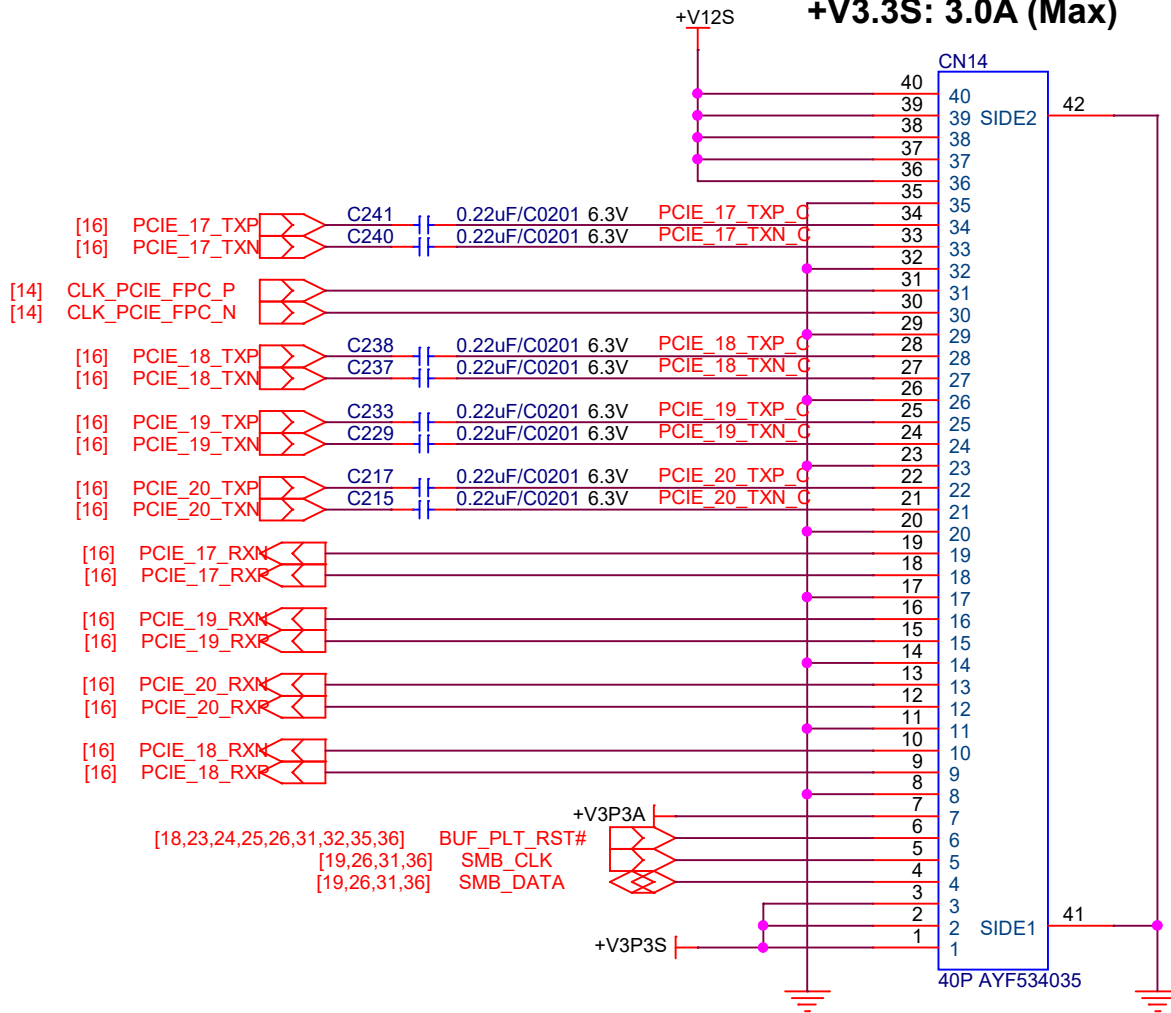 +V3.3S: 3.0A (Max)
+V12S
CN14
40 40
39 39 SIDE2 42
38 38
37 37
36 36
35 35
[16] PCIE_17_TXP C241 0.22uF/C0201 6.3V PCIE_17_TXP_C 34 34
[16] PCIE_17_TXN C240 0.22uF/C0201 6.3V PCIE_17_TXN_C 33 33
32 32
[14] CLK_PCIE_FPC_P 31 31
[14] CLK_PCIE_FPC_N 30 30
29 29
[16] PCIE_18_TXP C238 0.22uF/C0201 6.3V PCIE_18_TXP_C 28 28
[16] PCIE_18_TXN C237 0.22uF/C0201 6.3V PCIE_18_TXN_C 27 27
26 26
[16] PCIE_19_TXP C233 0.22uF/C0201 6.3V PCIE_19_TXP_C 25 25
[16] PCIE_19_TXN C229 0.22uF/C0201 6.3V PCIE_19_TXN_C 24 24
23 23
[16] PCIE_20_TXP C217 0.22uF/C0201 6.3V PCIE_20_TXP_C 22 22
[16] PCIE_20_TXN C215 0.22uF/C0201 6.3V PCIE_20_TXN_C 21 21
20 20
[16] PCIE_17_RXN 19 19
[16] PCIE_17_RXP 18 18
17 17
[16] PCIE_19_RXN 16 16
[16] PCIE_19_RXP 15 15
14 14
[16] PCIE_20_RXN 13 13
[16] PCIE_20_RXP 12 12
11 11
[16] PCIE_18_RXN 10 10
[16] PCIE_18_RXP 9 9
8 8
+V3P3A 7 7
[18,23,24,25,26,31,32,35,36] BUF_PLT_RST# 6 6
[19,26,31,36] SMB_CLK 5 5
[19,26,31,36] SMB_DATA 4 4
3 3
2 2 SIDE1 41
+V3P3S 1 1
40P AYF534035